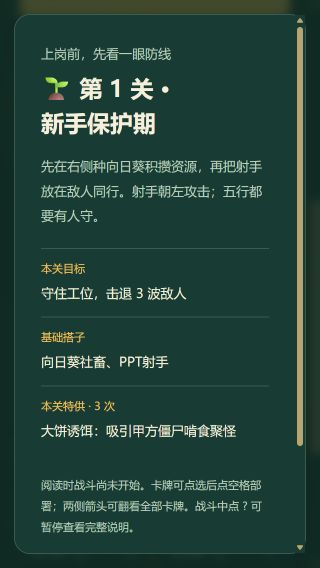 上岗前，先看一眼防线
🌱 第 1 关 •
新手保护期
先在右侧种向日葵积攒资源，再把射手
放在敌人同行。射手朝左攻击；五行都
要有人守。
本关目标
守住工位，击退 3 波敌人
基础搭子
向日葵社畜、PPT射手
本关特供 · 3 次
大饼诱饵：吸引甲方僵尸啃食聚怪
阅读时战斗尚未开始。卡牌可点选后点空格部
署；两侧箭头可翻看全部卡牌。战斗中点 ? 可
暂停查看完整说明。